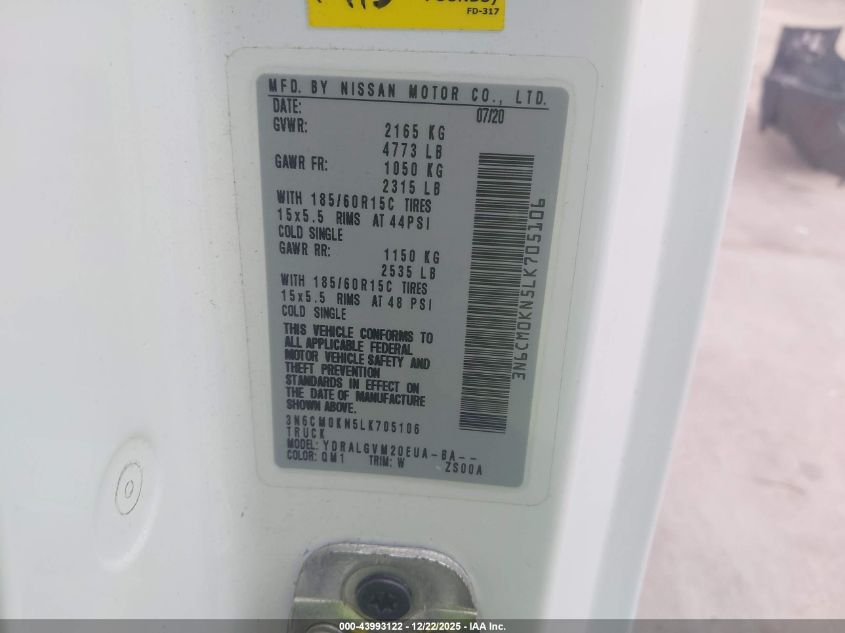 FD-317
MFD. BY NISSAN MOTOR CO., LTD.
DATE: 07/20
GVWR: 2165 KG
4773 LB
GAWR FR: 1050 KG
2315 LB
WITH 185/60R15C TIRES
15x5.5 RIMS AT 44PSI
COLD SINGLE
GAWR RR: 1150 KG
2535 LB
WITH 185/60R15C TIRES
15x5.5 RIMS AT 48 PSI
COLD SINGLE
THIS VEHICLE CONFORMS TO
ALL APPLICABLE FEDERAL
MOTOR VEHICLE SAFETY AND
THEFT PREVENTION
STANDARDS IN EFFECT ON
THE DATE OF MANUFACTURE
SHOWN ABOVE.
3N6CM0KN5LK705106
TRUCK
MODEL: YDRALGVM20EUA-BA--
COLOR: QM1 TRIM: W ZS00A
3N6CM0KN5LK705106
000-43993122 - 12/22/2025 - IAA Inc.